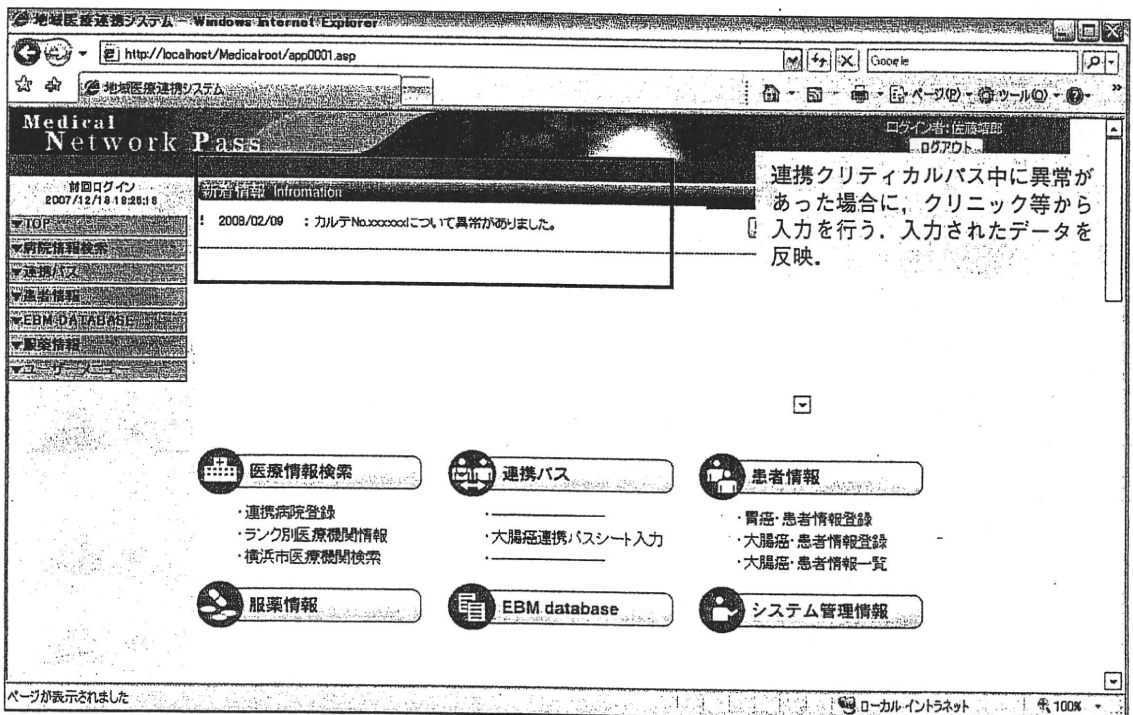 地域医療連携システム - Windows Internet Explorer
http://localhost/Medicalroot/app0001.asp
Google
地域医療連携システム
ページ(P)
ツール(O)
Medical
Network Pass
ログイン者:佐藤靖郎
ログアウト
前回ログイン
2007/12/18 18:26:18
▼TOP
▼病院情報検索
▼連携パス
▼患者情報
▼EBM DATABASE
▼服薬情報
▼ユーザーメニュー
新着情報 Infromation
! 2008/02/09 :カルテNo.xxxxxxについて異常がありました。
連携クリティカルパス中に異常が
あった場合に,クリニック等から
入力を行う.入力されたデータを
反映.
医療情報検索
・連携病院登録
・ランク別医療機関情報
・横浜市医療機関検索
連携パス
・大腸癌連携パスシート入力
患者情報
・胃癌・患者情報登録
・大腸癌・患者情報登録
・大腸癌・患者情報一覧
服薬情報
EBM database
システム管理情報
ページが表示されました
ローカル イントラネット
100%